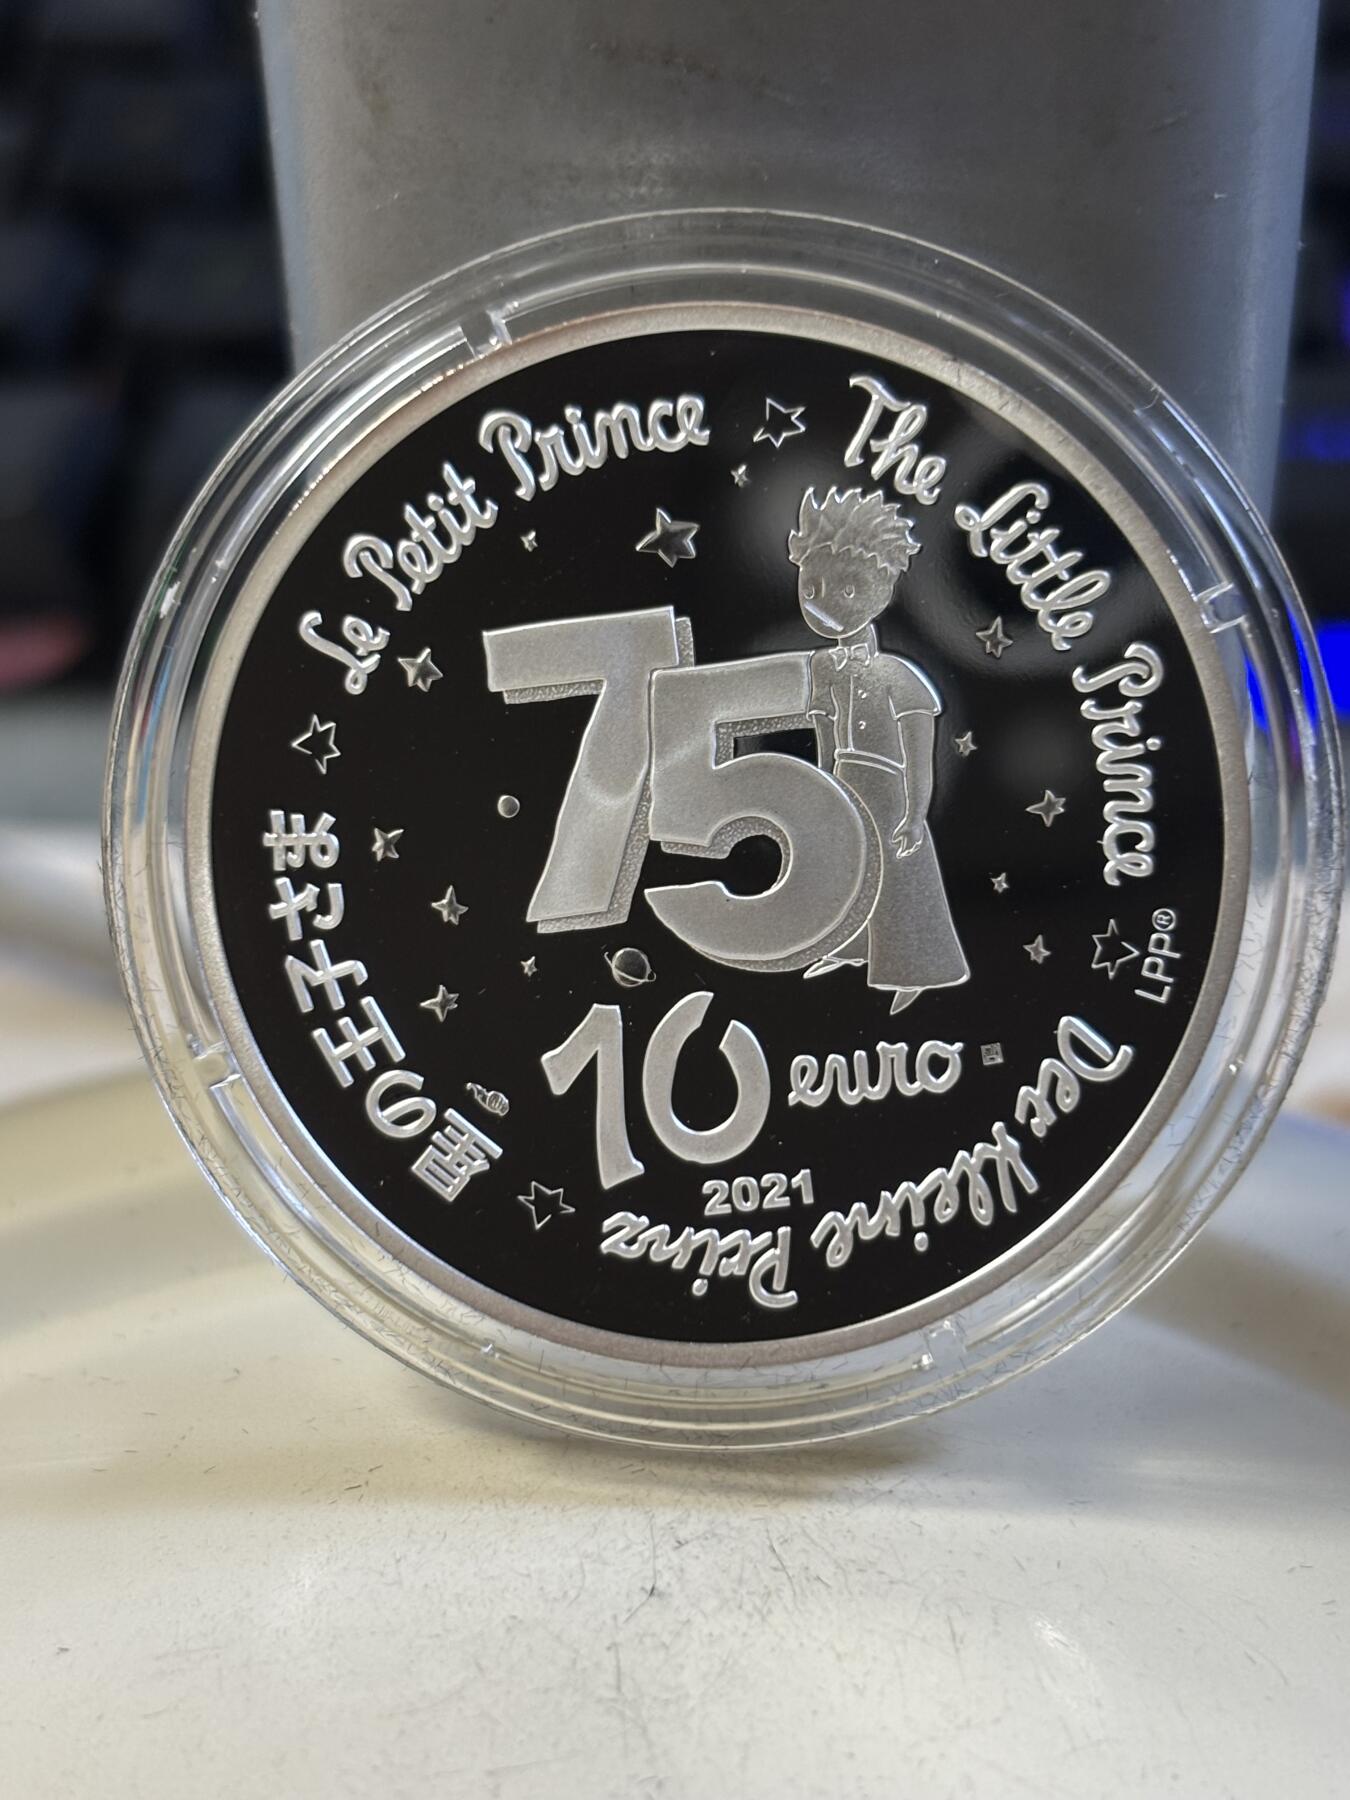 Le Petit Prince
The Little Prince
LPP®
Der Kleine Prinz
星の王子さま
75
10 euro
2021